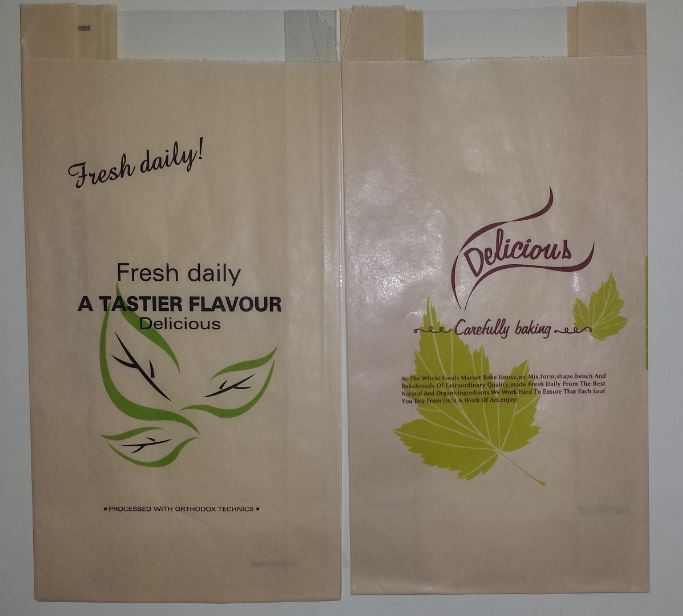 Fresh daily!
Fresh daily
A TASTIER FLAVOUR
Delicious
• PROCESSED WITH ORTHODOX TECHNICS •
Delicious
Carefully baking
At The Whole Foods Market Bake House,we Mix,form,shape,bench And
Bakebreads Of Extraordinary Quality,made Fresh Daily From The Best
Natural And Organicingredients.We Work Hard To Ensure That Each Loaf
You Buy From Us Is A Work Of Art.enjoy!